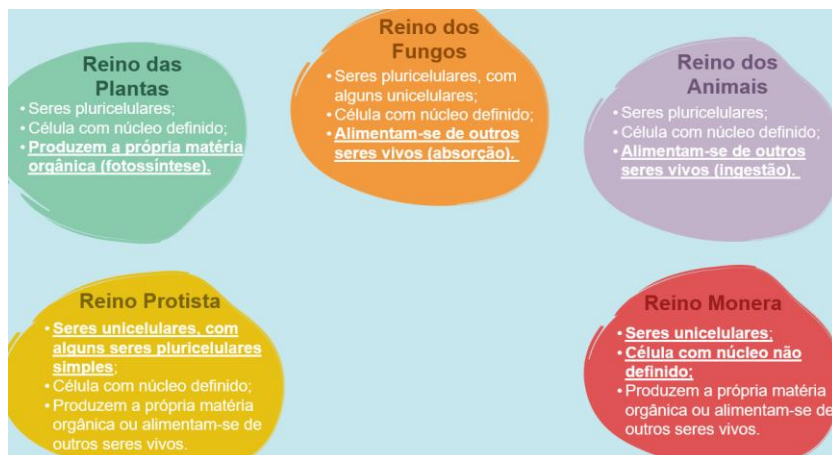 Reino das
Plantas
• Seres pluricelulares;
• Célula com núcleo definido;
• Produzem a própria matéria
orgânica (fotossíntese).
Reino dos
Fungos
• Seres pluricelulares, com
alguns unicelulares;
• Célula com núcleo definido;
• Alimentam-se de outros
seres vivos (absorção).
Reino dos
Animais
• Seres pluricelulares;
• Célula com núcleo definido;
• Alimentam-se de outros
seres vivos (ingestão).
Reino Protista
• Seres unicelulares, com
alguns seres pluricelulares
simples;
• Célula com núcleo definido;
• Produzem a própria matéria
orgânica ou alimentam-se de
outros seres vivos.
Reino Monera
• Seres unicelulares;
• Célula com núcleo não
definido;
• Produzem a própria matéria
orgânica ou alimentam-se de
outros seres vivos.